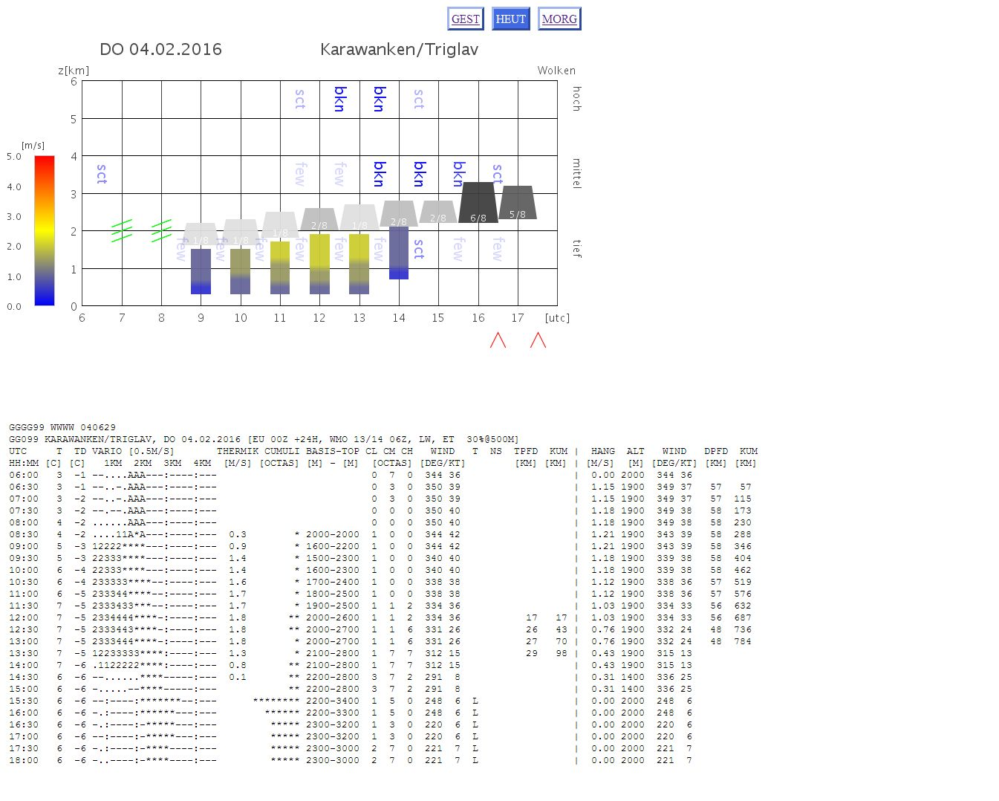 GEST HEUT MORG
DO 04.02.2016 Karawanken/Triglav
z[km] Wolken
6 sct bkn bkn sct hoch
5
[m/s]
5.0 4 sct few few bkn bkn bkn sct mittel
4.0
3.0 3
2/8 1/8 2/8 2/8 6/8 5/8
1/8 1/8 1/8
2.0 2 few few few few few few sct few few tief
1.0 1
0.0 0
6 7 8 9 10 11 12 13 14 15 16 17 [utc]
GGGG99 WWWW 040629
GG099 KARAWANKEN/TRIGLAV, DO 04.02.2016 [EU 00Z +24H, WMO 13/14 06Z, LW, ET  30%@500M]
UTC T TD VARIO [0.5M/S] THERMIK CUMULI BASIS-TOP CL CM CH WIND T NS TPFD KUM | HANG ALT WIND DPFD KUM
HH:MM [C] [C] 1KM 2KM 3KM 4KM [M/S] [OCTAS] [M] - [M] [OCTAS] [DEG/KT] [KM] [KM] | [M/S] [M] [DEG/KT] [KM] [KM]
06:00 3 -1 --....AAA---:----:--- 0 7 0 344 36 | 0.00 2000 344 36
06:30 3 -1 --..-.AAA---:----:--- 0 3 0 350 39 | 1.15 1900 349 37 57 57
07:00 3 -2 --..-.AAA---:----:--- 0 3 0 350 39 | 1.15 1900 349 37 57 115
07:30 3 -2 --.--.AAA---:----:--- 0 0 0 350 40 | 1.18 1900 349 38 58 173
08:00 4 -2 ......AAA---:----:--- 0 0 0 350 40 | 1.18 1900 349 38 58 230
08:30 4 -2 ....11A*A---:----:--- 0.3 * 2000-2000 1 0 0 344 42 | 1.21 1900 343 39 58 288
09:00 5 -3 12222****---:----:--- 0.9 * 1600-2200 1 0 0 344 42 | 1.21 1900 343 39 58 346
09:30 5 -3 22333****---:----:--- 1.4 * 1500-2300 1 0 0 340 40 | 1.18 1900 339 38 58 404
10:00 6 -4 22333****---:----:--- 1.4 * 1600-2300 1 0 0 340 40 | 1.18 1900 339 38 58 462
10:30 6 -4 233333****--:----:--- 1.6 * 1700-2400 1 0 0 338 38 | 1.12 1900 338 36 57 519
11:00 6 -5 233344****--:----:--- 1.7 * 1800-2500 1 0 0 338 38 | 1.12 1900 338 36 57 576
11:30 7 -5 2333433***--:----:--- 1.7 * 1900-2500 1 1 2 334 36 | 1.03 1900 334 33 56 632
12:00 7 -5 2334444****-:----:--- 1.8 ** 2000-2600 1 1 2 334 36 17 17 | 1.03 1900 334 33 56 687
12:30 7 -5 2333443****-:----:--- 1.8 ** 2000-2700 1 1 6 331 26 26 43 | 0.76 1900 332 24 48 736
13:00 7 -5 2333444****-:----:--- 1.8 * 2000-2700 1 1 6 331 26 27 70 | 0.76 1900 332 24 48 784
13:30 7 -5 12233333****:----:--- 1.3 * 2100-2800 1 7 7 312 15 29 98 | 0.43 1900 315 13
14:00 7 -6 .1122222****:----:--- 0.8 ** 2100-2800 1 7 7 312 15 | 0.43 1900 315 13
14:30 6 -6 --......****-----:--- 0.1 ** 2200-2800 3 7 2 291 8 | 0.31 1400 336 25
15:00 6 -6 -.....--****-----:--- ** 2200-2800 3 7 2 291 8 | 0.31 1400 336 25
15:30 6 -6 --:----:*******--:--- ******** 2200-3400 1 5 0 248 6 L | 0.00 2000 248 6
16:00 6 -6 -.:----:******---:--- ****** 2200-3300 1 5 0 248 6 L | 0.00 2000 248 6
16:30 6 -6 -.:----:-*****---:--- ***** 2300-3200 1 3 0 220 6 L | 0.00 2000 220 6
17:00 6 -6 --:----:-*****---:--- ***** 2300-3200 1 3 0 220 6 L | 0.00 2000 220 6
17:30 6 -6 -.:----:-****----:--- ***** 2300-3000 2 7 0 221 7 L | 0.00 2000 221 7
18:00 6 -6 -..----:-****----:--- ***** 2300-3000 2 7 0 221 7 L | 0.00 2000 221 7